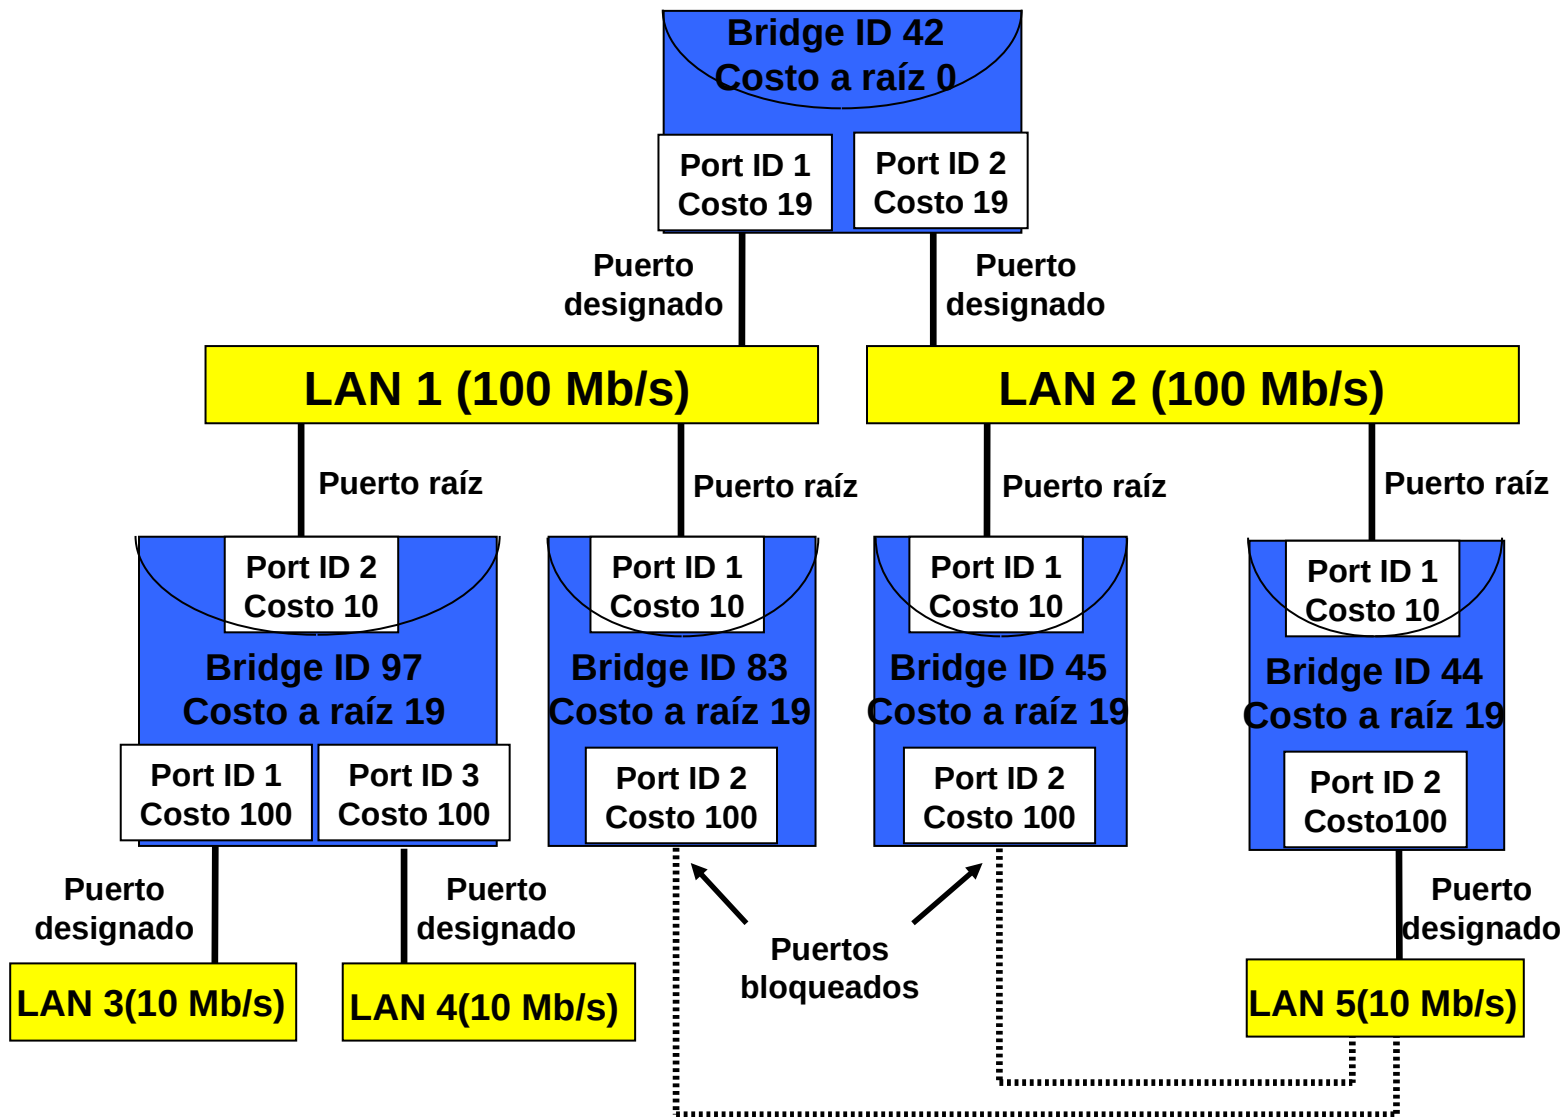 Bridge ID 42
Costo a raíz 0
Port ID 1
Costo 19
Port ID 2
Costo 19
Puerto
designado
Puerto
designado
LAN 1 (100 Mb/s)
LAN 2 (100 Mb/s)
Puerto raíz
Puerto raíz
Puerto raíz
Puerto raíz
Port ID 2
Costo 10
Port ID 1
Costo 10
Port ID 1
Costo 10
Port ID 1
Costo 10
Bridge ID 97
Costo a raíz 19
Bridge ID 83
Costo a raíz 19
Bridge ID 45
Costo a raíz 19
Bridge ID 44
Costo a raíz 19
Port ID 1
Costo 100
Port ID 3
Costo 100
Port ID 2
Costo 100
Port ID 2
Costo 100
Port ID 2
Costo100
Puerto
designado
Puerto
designado
Puertos
bloqueados
Puerto
designado
LAN 3(10 Mb/s)
LAN 4(10 Mb/s)
LAN 5(10 Mb/s)